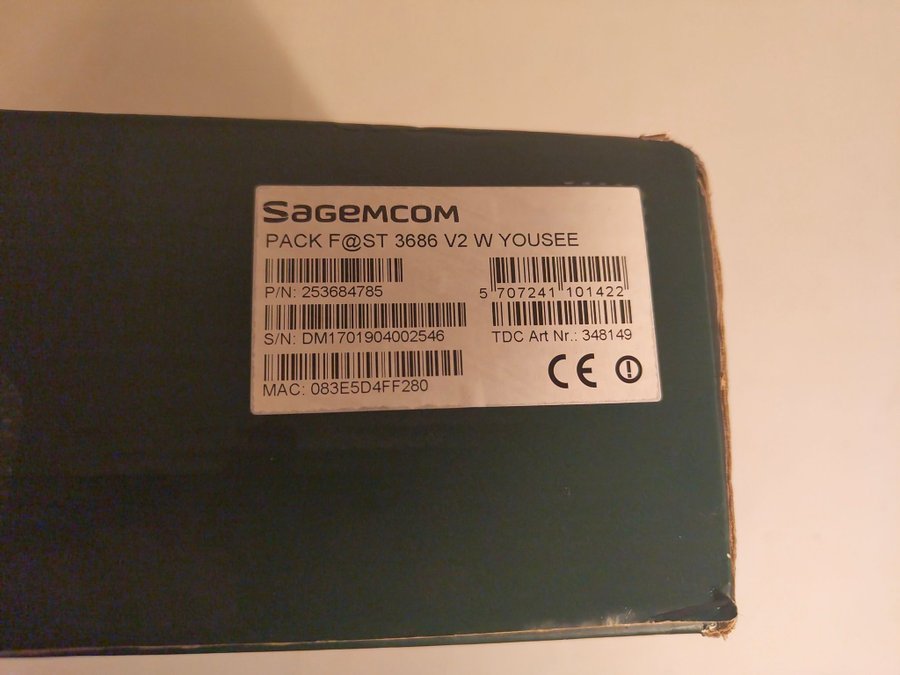 SAGEMCOM
PACK F@ST 3686 V2 W YOUSEE
P/N: 253684785
5 707241 101422
S/N: DM1701904002546
TDC Art Nr.: 348149
MAC: 083E5D4FF280
CE